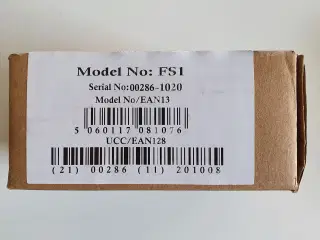 Model No: FS1
Serial No:00286-1020
Model No/EAN13
5 060117 081076
UCC/EAN128
(21) 00286 (11) 201008